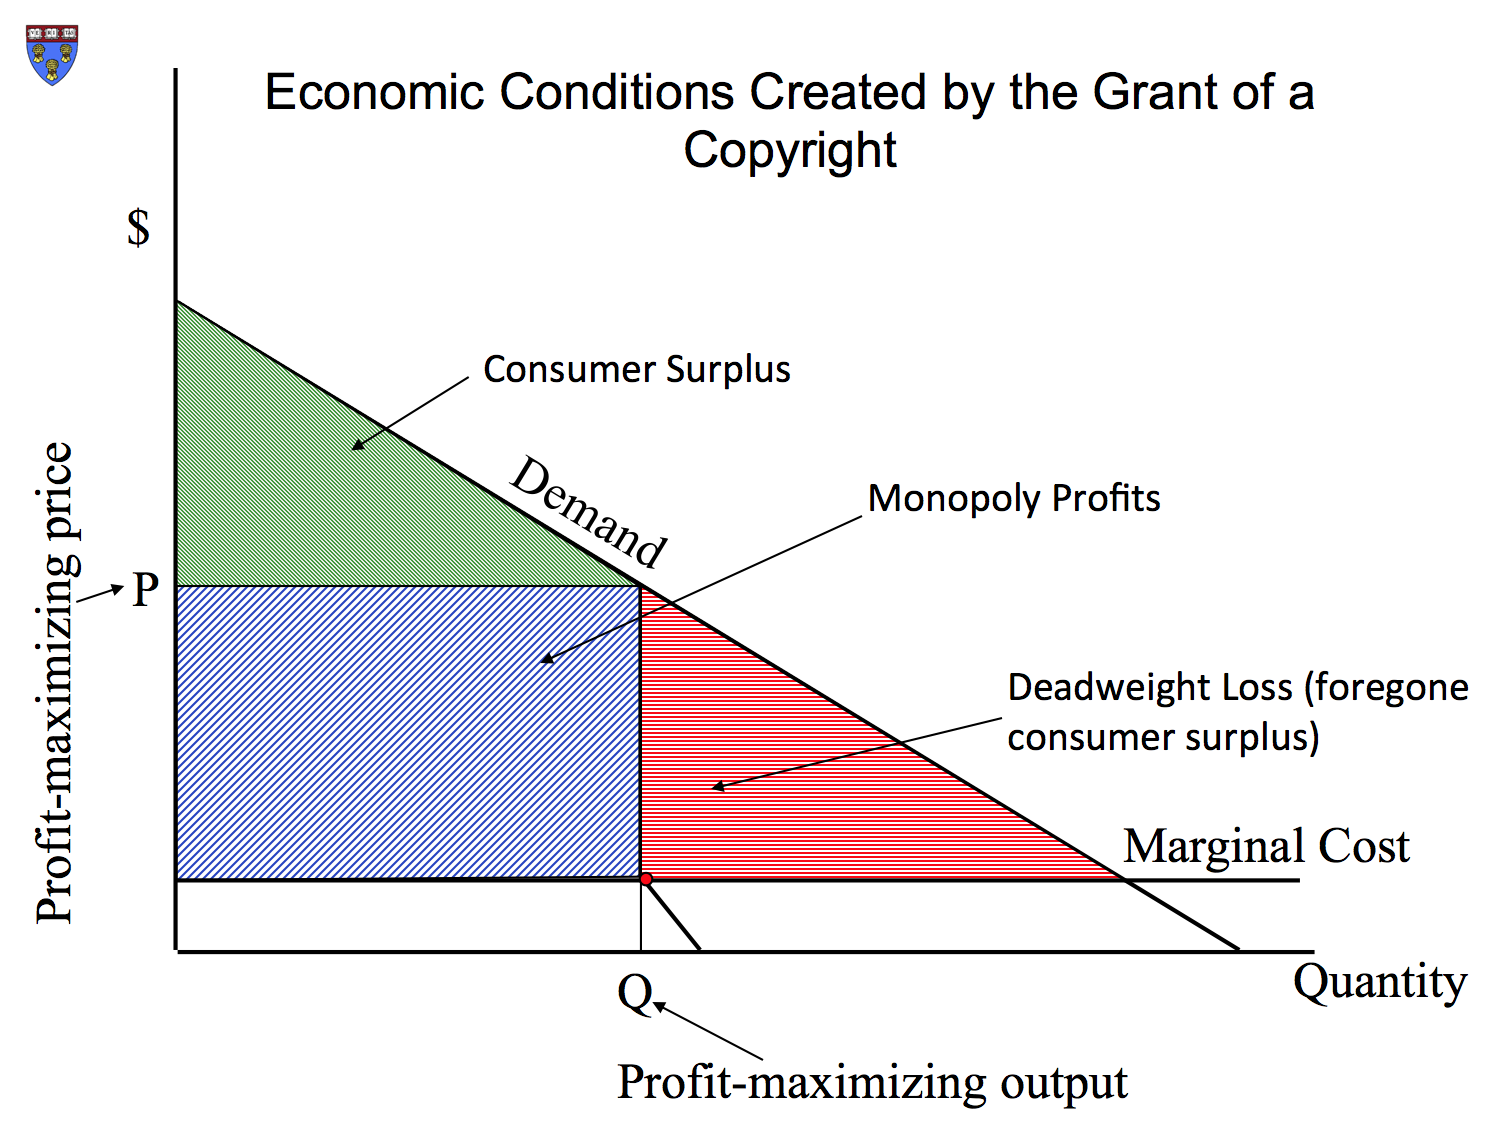 Economic Conditions Created by the Grant of a
Copyright
$
Consumer Surplus
Demand
Monopoly Profits
Profit-maximizing price
P
Deadweight Loss (foregone
consumer surplus)
Marginal Cost
Q
Quantity
Profit-maximizing output